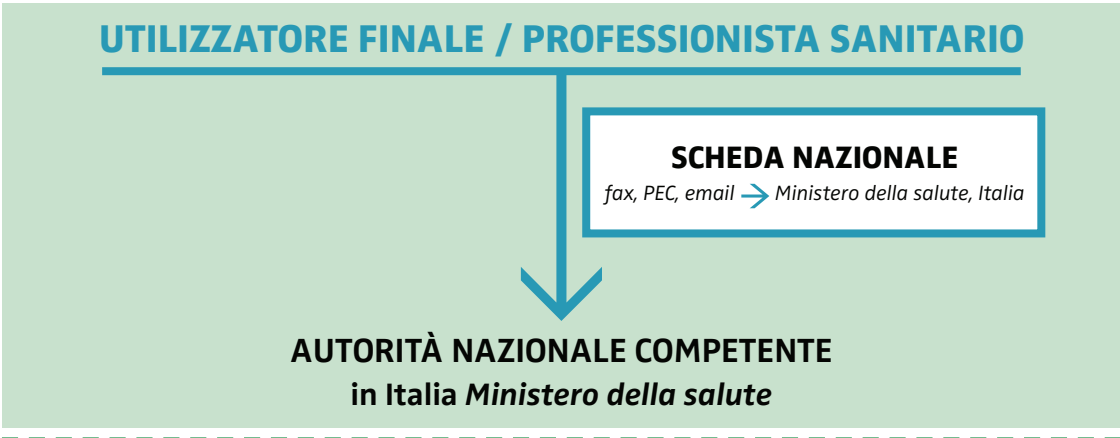 UTILIZZATORE FINALE / PROFESSIONISTA SANITARIO
SCHEDA NAZIONALE
fax, PEC, email → Ministero della salute, Italia
AUTORITÀ NAZIONALE COMPETENTE
in Italia Ministero della salute